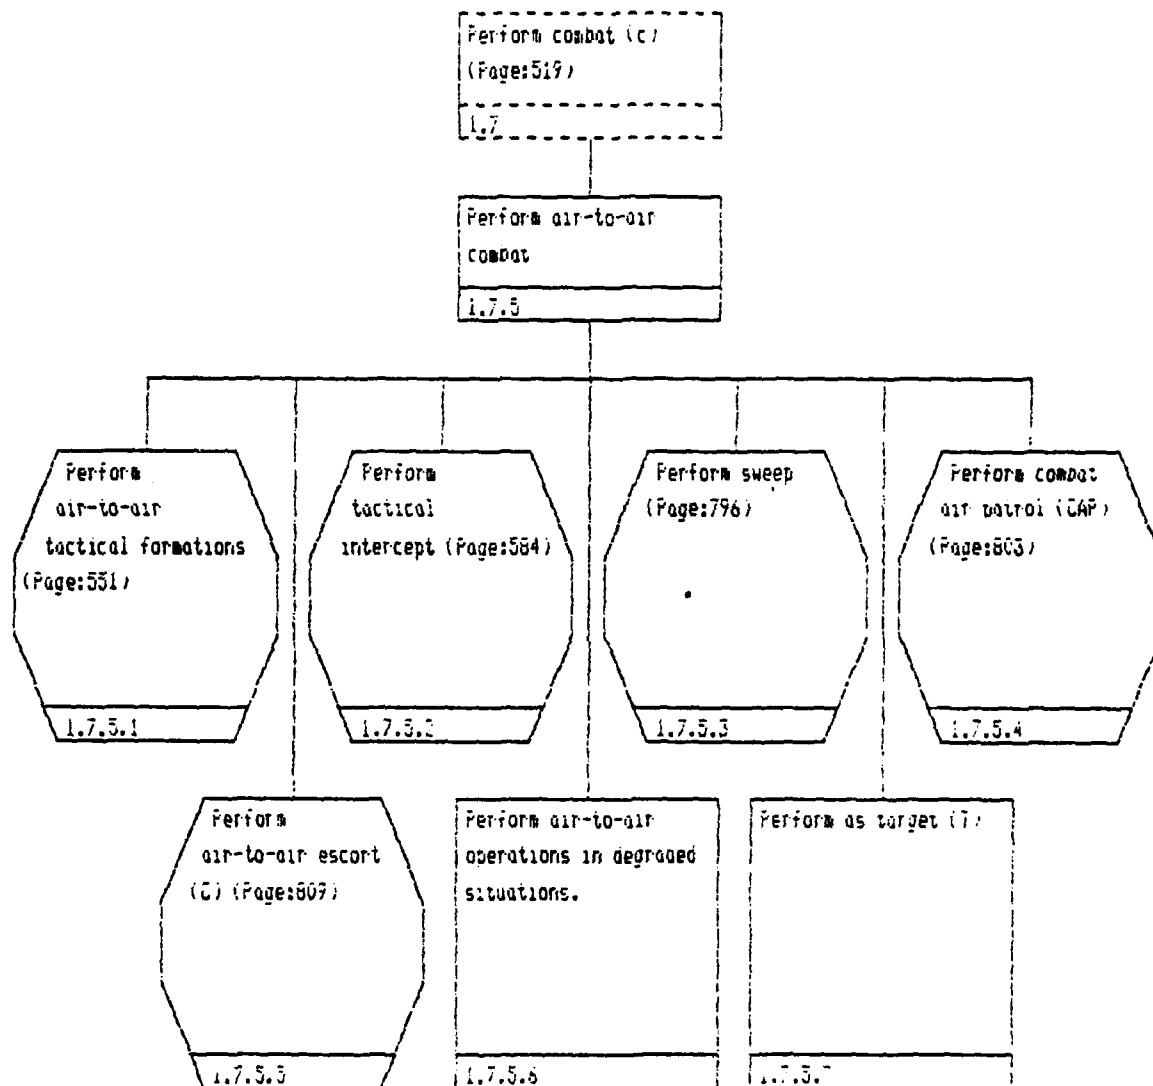 Perform combat (c)
(Page:519)
1.7
Perform air-to-air
combat
1.7.5
Perform
air-to-air
tactical formations
(Page:551)
1.7.5.1
Perform
tactical
intercept (Page:584)
1.7.5.2
Perform sweep
(Page:796)
1.7.5.3
Perform combat
air patrol (CAP)
(Page:803)
1.7.5.4
Perform
air-to-air escort
(C) (Page:809)
1.7.5.5
Perform air-to-air
operations in degraded
situations.
1.7.5.6
Perform as target (T)
1.7.5.7